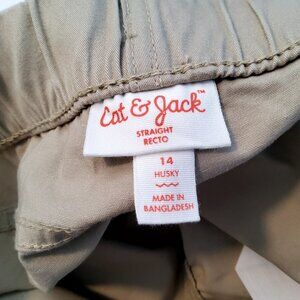 Cat & Jack™
STRAIGHT
RECTO
14
HUSKY
MADE IN
BANGLADESH